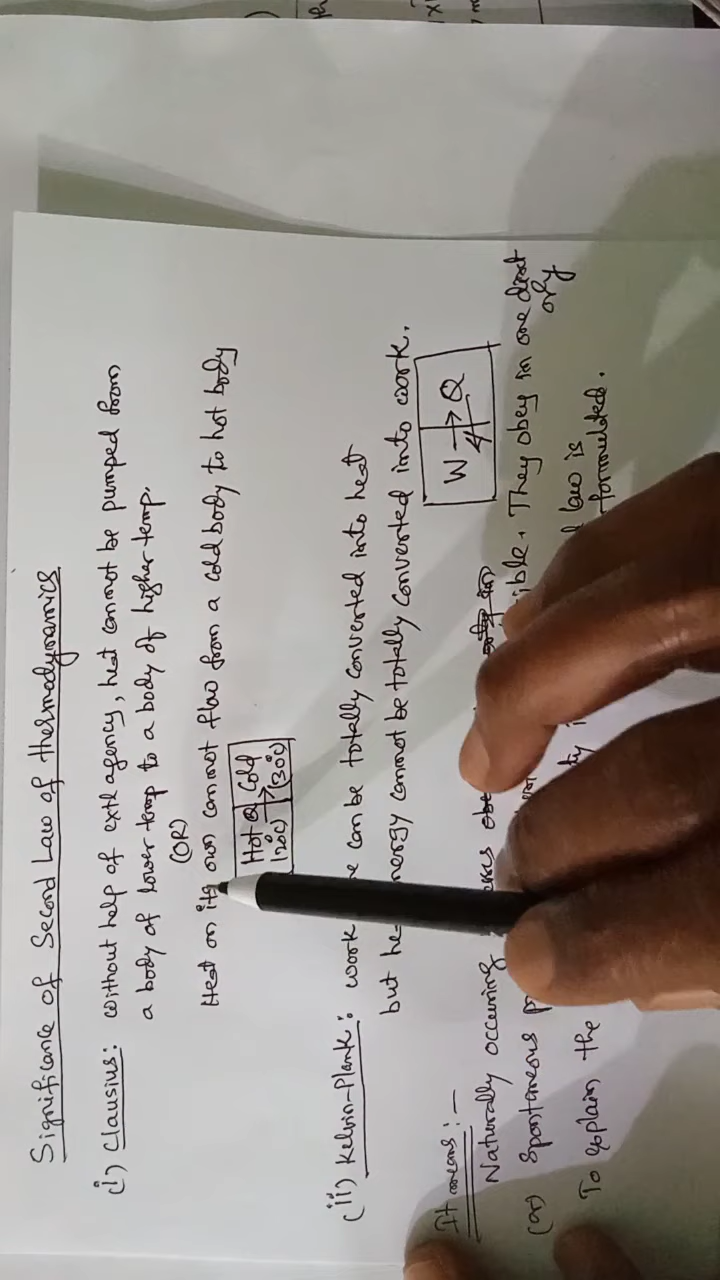 Significance of Second Law of thermodynamics
(i) Clausius: without help of extl agency, heat cannot be pumped from
a body of lower temp to a body of higher temp.
(OR)
Heat on its own cannot flow from a cold body to hot body
Hot Q Cold
(30c)
(ii) Kelvin-Plank: work can be totally converted into heat
but energy cannot be totally converted into work.
W → Q
It means:-
Naturally occuring
They obey in one direct
only
(or) Spontaneous
law is
To explain the
formulated.